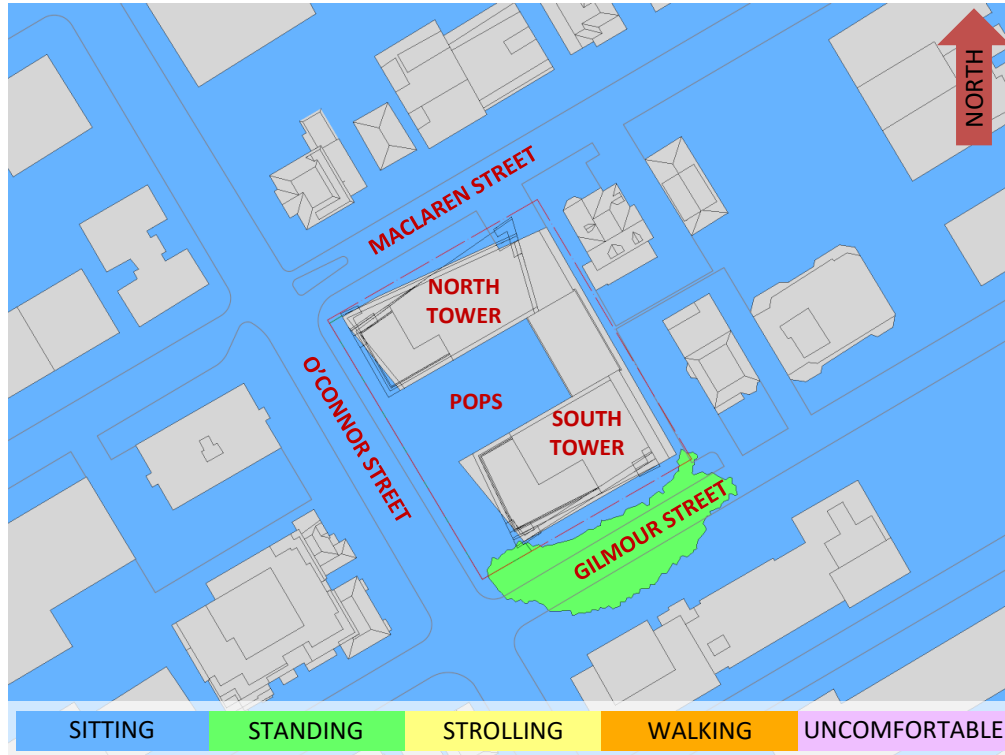 NORTH
MACLAREN STREET
NORTH
TOWER
O'CONNOR STREET
POPS
SOUTH
TOWER
GILMOUR STREET
SITTING
STANDING
STROLLING
WALKING
UNCOMFORTABLE